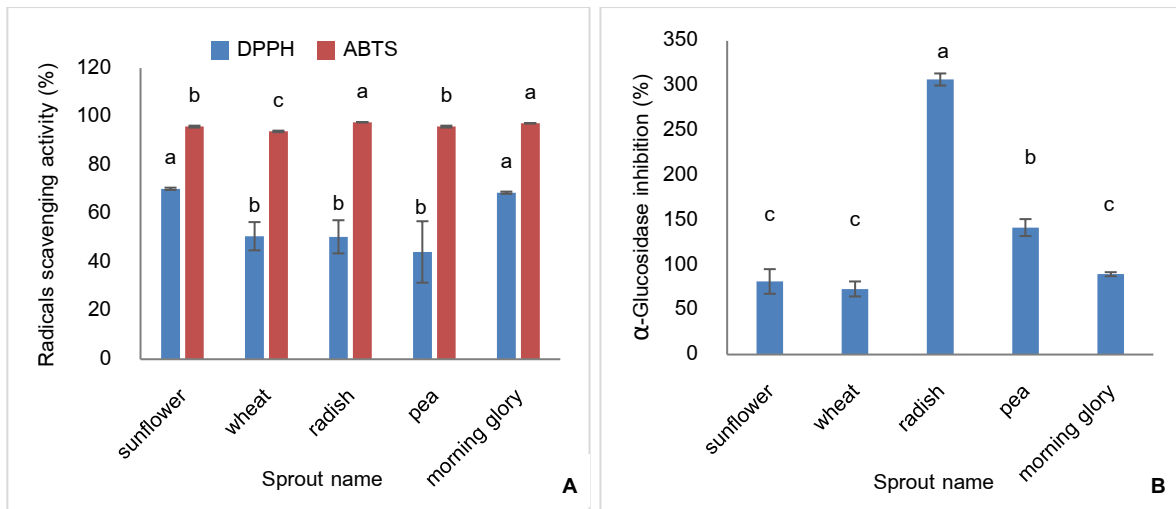 DPPH ABTS
Radicals scavenging activity (%)
120
100
80
60
40
20
0
b c a b a
a b b b a
sunflower wheat radish pea morning glory
Sprout name
A
α-Glucosidase inhibition (%)
350
300
250
200
150
100
50
0
c c a b c
sunflower wheat radish pea morning glory
Sprout name
B